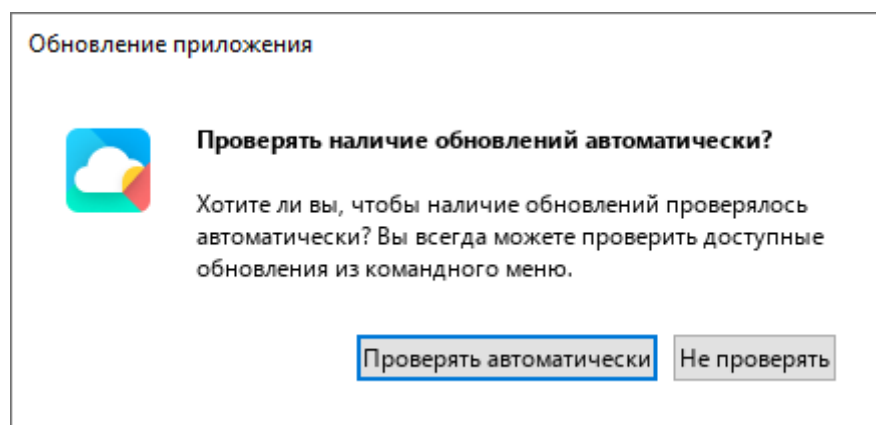 Обновление приложения
Проверять наличие обновлений автоматически?
Хотите ли вы, чтобы наличие обновлений проверялось
автоматически? Вы всегда можете проверить доступные
обновления из командного меню.
Проверять автоматически Не проверять